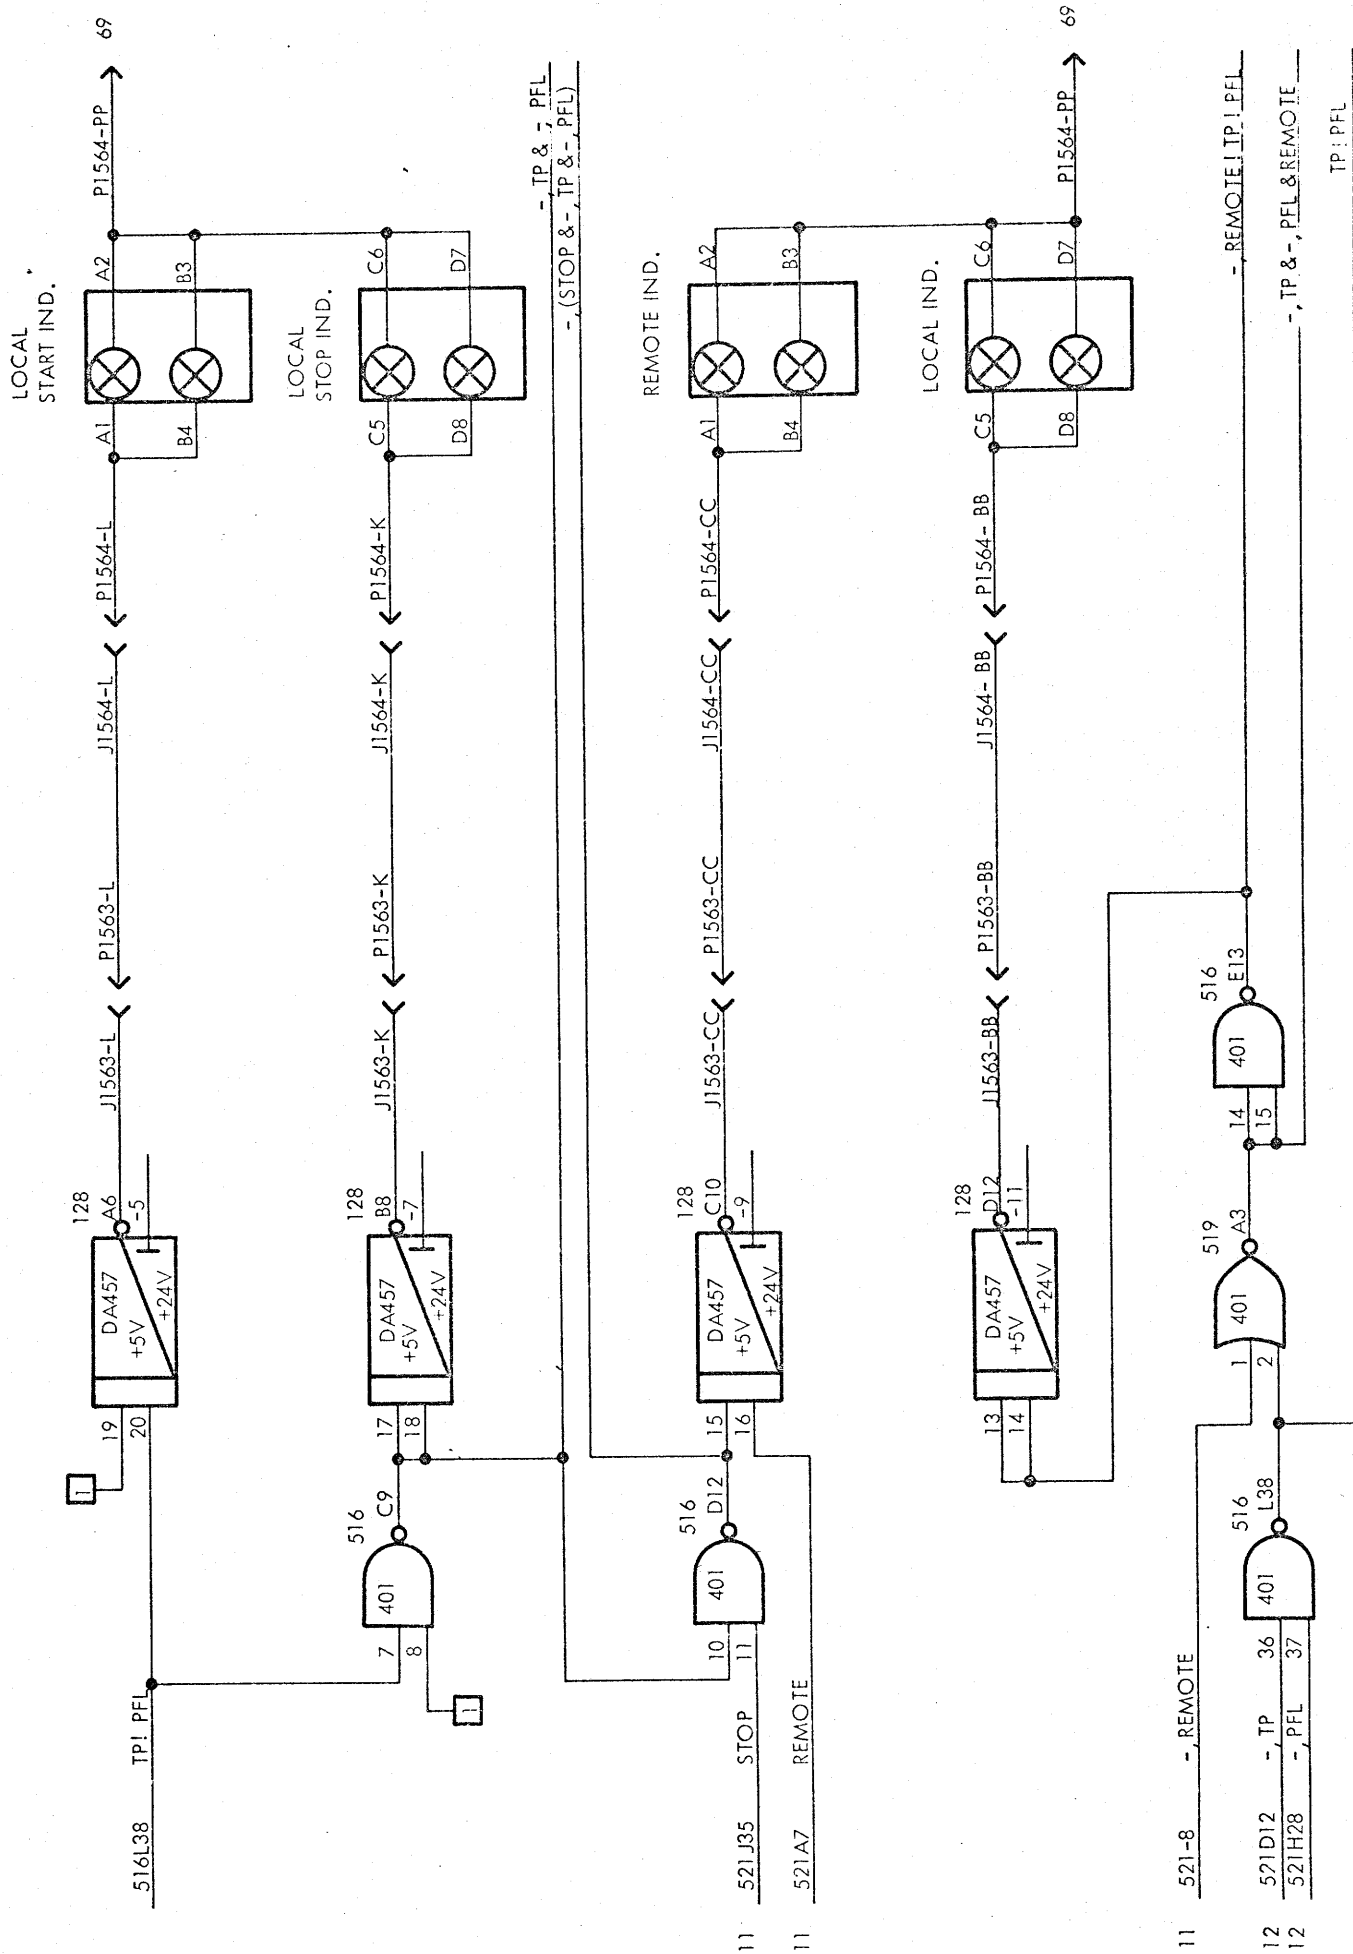 516L38
TP! PFL
1
19
20
DA457
+5V
+24V
128
A6
-5
J1563-L
P1563-L
J1564-L
P1564-L
A1
B4
LOCAL
START IND.
A2
B3
P1564-PP
69
7
8
1
401
516
C9
17
18
DA457
+5V
+24V
128
B8
-7
J1563-K
P1563-K
J1564-K
P1564-K
C5
D8
LOCAL
STOP IND.
C6
D7
-, TP & -, PFL
-, (STOP & -, TP & -, PFL)
11
521J35
STOP
11
521A7
REMOTE
10
11
401
516
D12
15
16
DA457
+5V
+24V
128
C10
-9
J1563-CC
P1563-CC
J1564-CC
P1564-CC
A1
B4
REMOTE IND.
A2
B3
13
14
DA457
+5V
+24V
128
D12
-11
J1563-BB
P1563-BB
J1564-BB
P1564-BB
C5
D8
LOCAL IND.
C6
D7
P1564-PP
69
11
521-8
-, REMOTE
12
521D12
-, TP
36
12
521H28
-, PFL
37
401
516
L38
1
2
401
519
A3
14
15
401
516
E13
-, REMOTE! TP! PFL
-, TP & -, PFL & REMOTE
TP! PFL